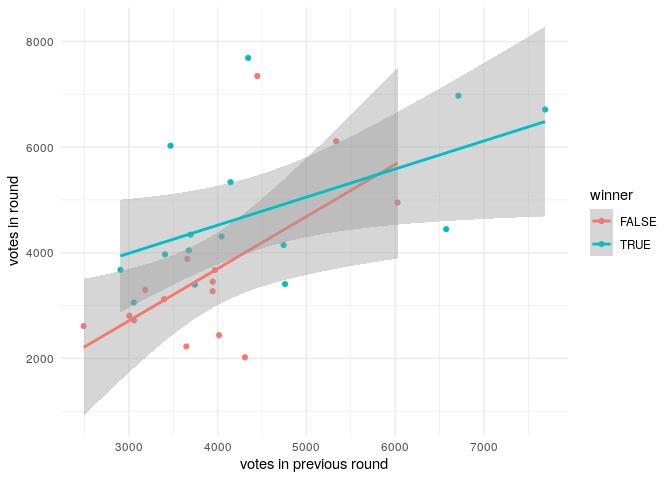 8000
6000
4000
2000
votes in round
3000 4000 5000 6000 7000
votes in previous round
winner
FALSE
TRUE